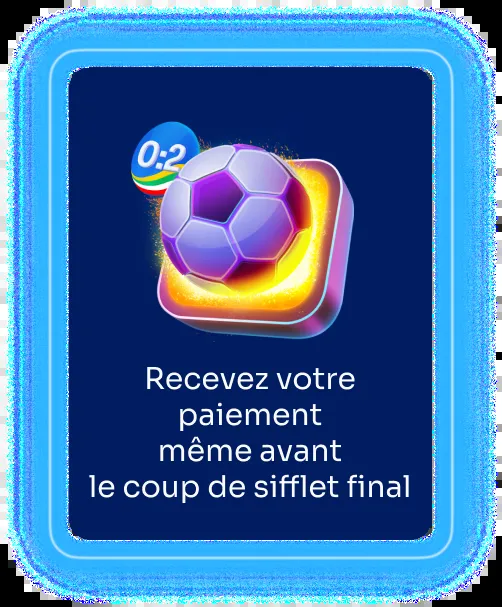 0:2
Recevez votre
paiement
même avant
le coup de sifflet final